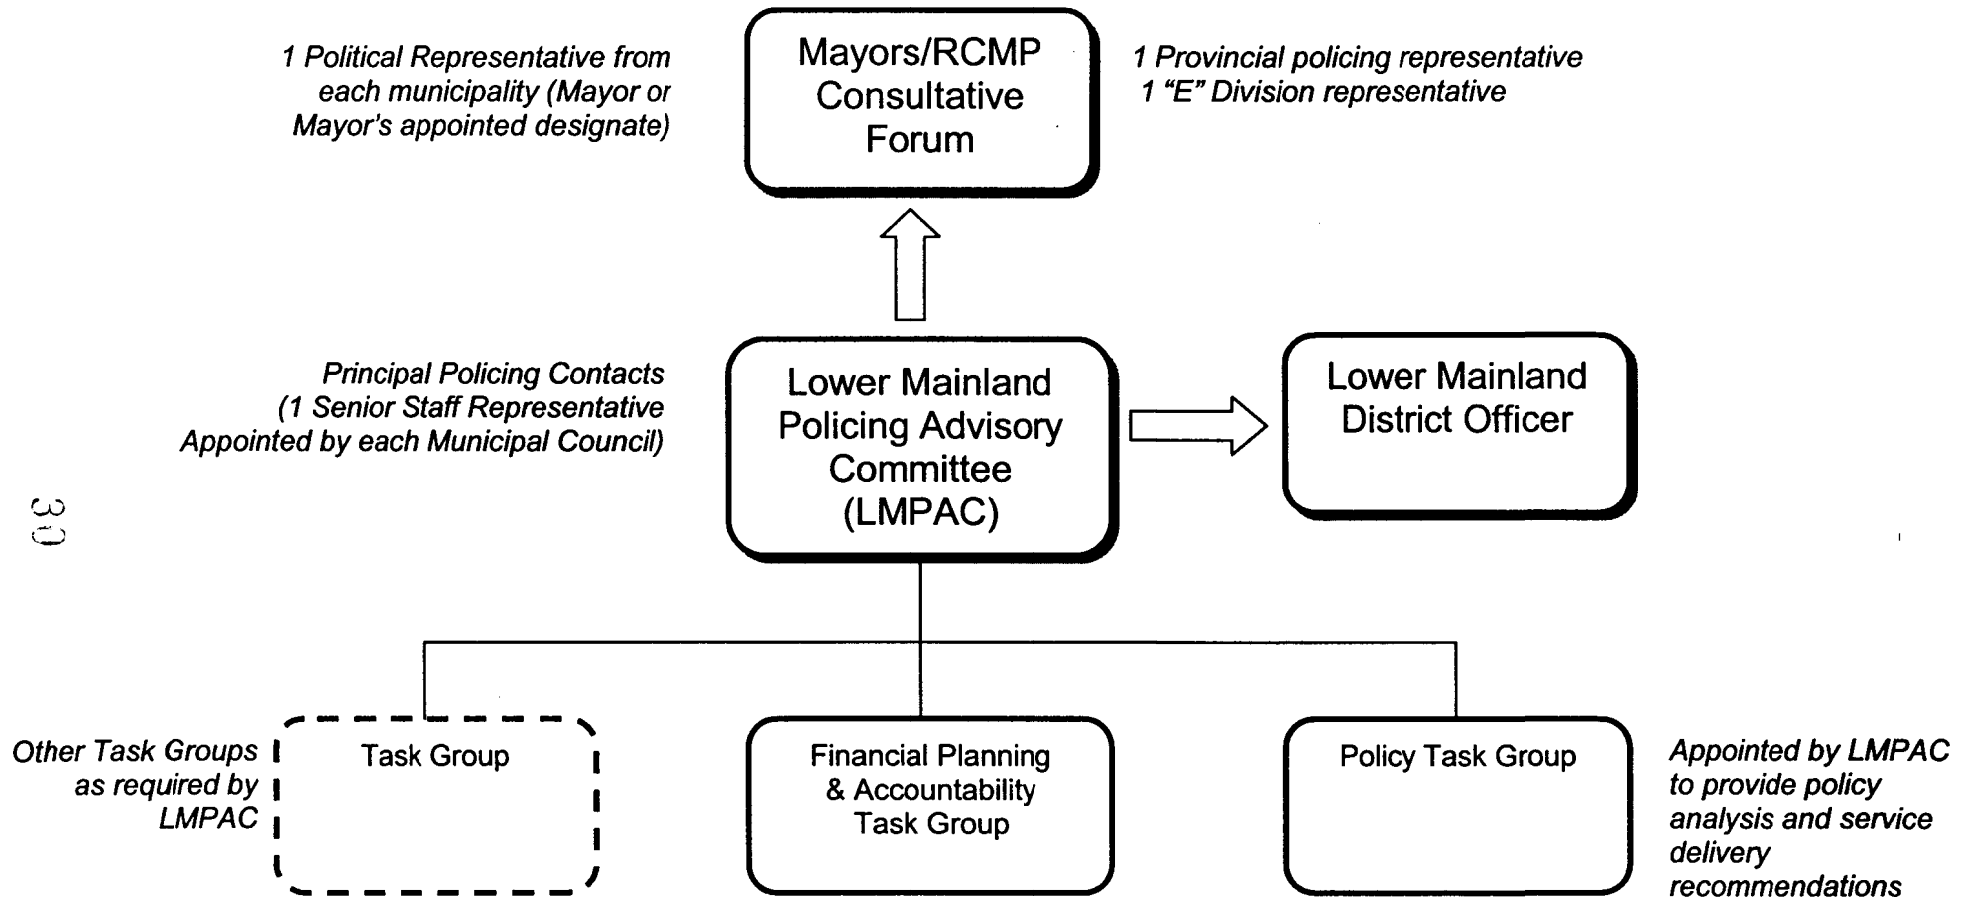 1 Political Representative from
each municipality (Mayor or
Mayor's appointed designate)
Mayors/RCMP
Consultative
Forum
1 Provincial policing representative
1 “E” Division representative
Principal Policing Contacts
(1 Senior Staff Representative
Appointed by each Municipal Council)
Lower Mainland
Policing Advisory
Committee
(LMPAC)
Lower Mainland
District Officer
30
Other Task Groups
as required by
LMPAC
Task Group
Financial Planning
& Accountability
Task Group
Policy Task Group
Appointed by LMPAC
to provide policy
analysis and service
delivery
recommendations